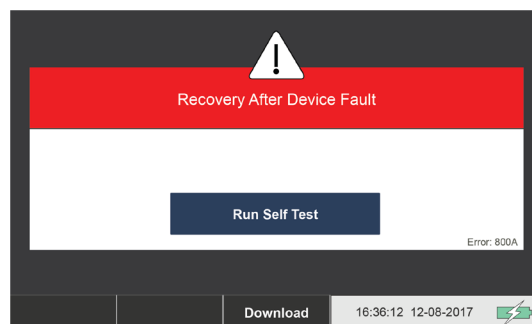 !
Recovery After Device Fault
Run Self Test
Error: 800A
Download
16:36:12 12-08-2017